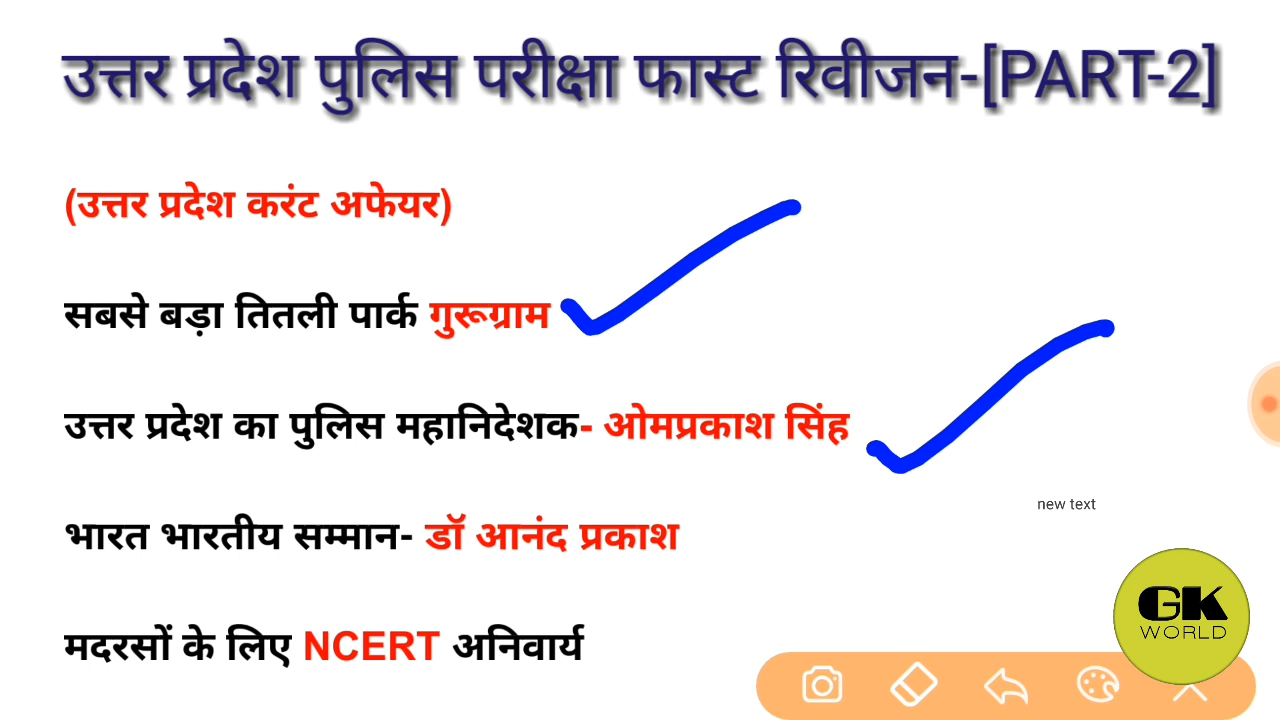 उत्तर प्रदेश पुलिस परीक्षा फास्ट रिवीजन-[PART-2]
(उत्तर प्रदेश करंट अफेयर)
सबसे बड़ा तितली पार्क गुरूग्राम
उत्तर प्रदेश का पुलिस महानिदेशक- ओमप्रकाश सिंह
new text
भारत भारतीय सम्मान- डॉ आनंद प्रकाश
GK
WORLD
मदरसों के लिए NCERT अनिवार्य